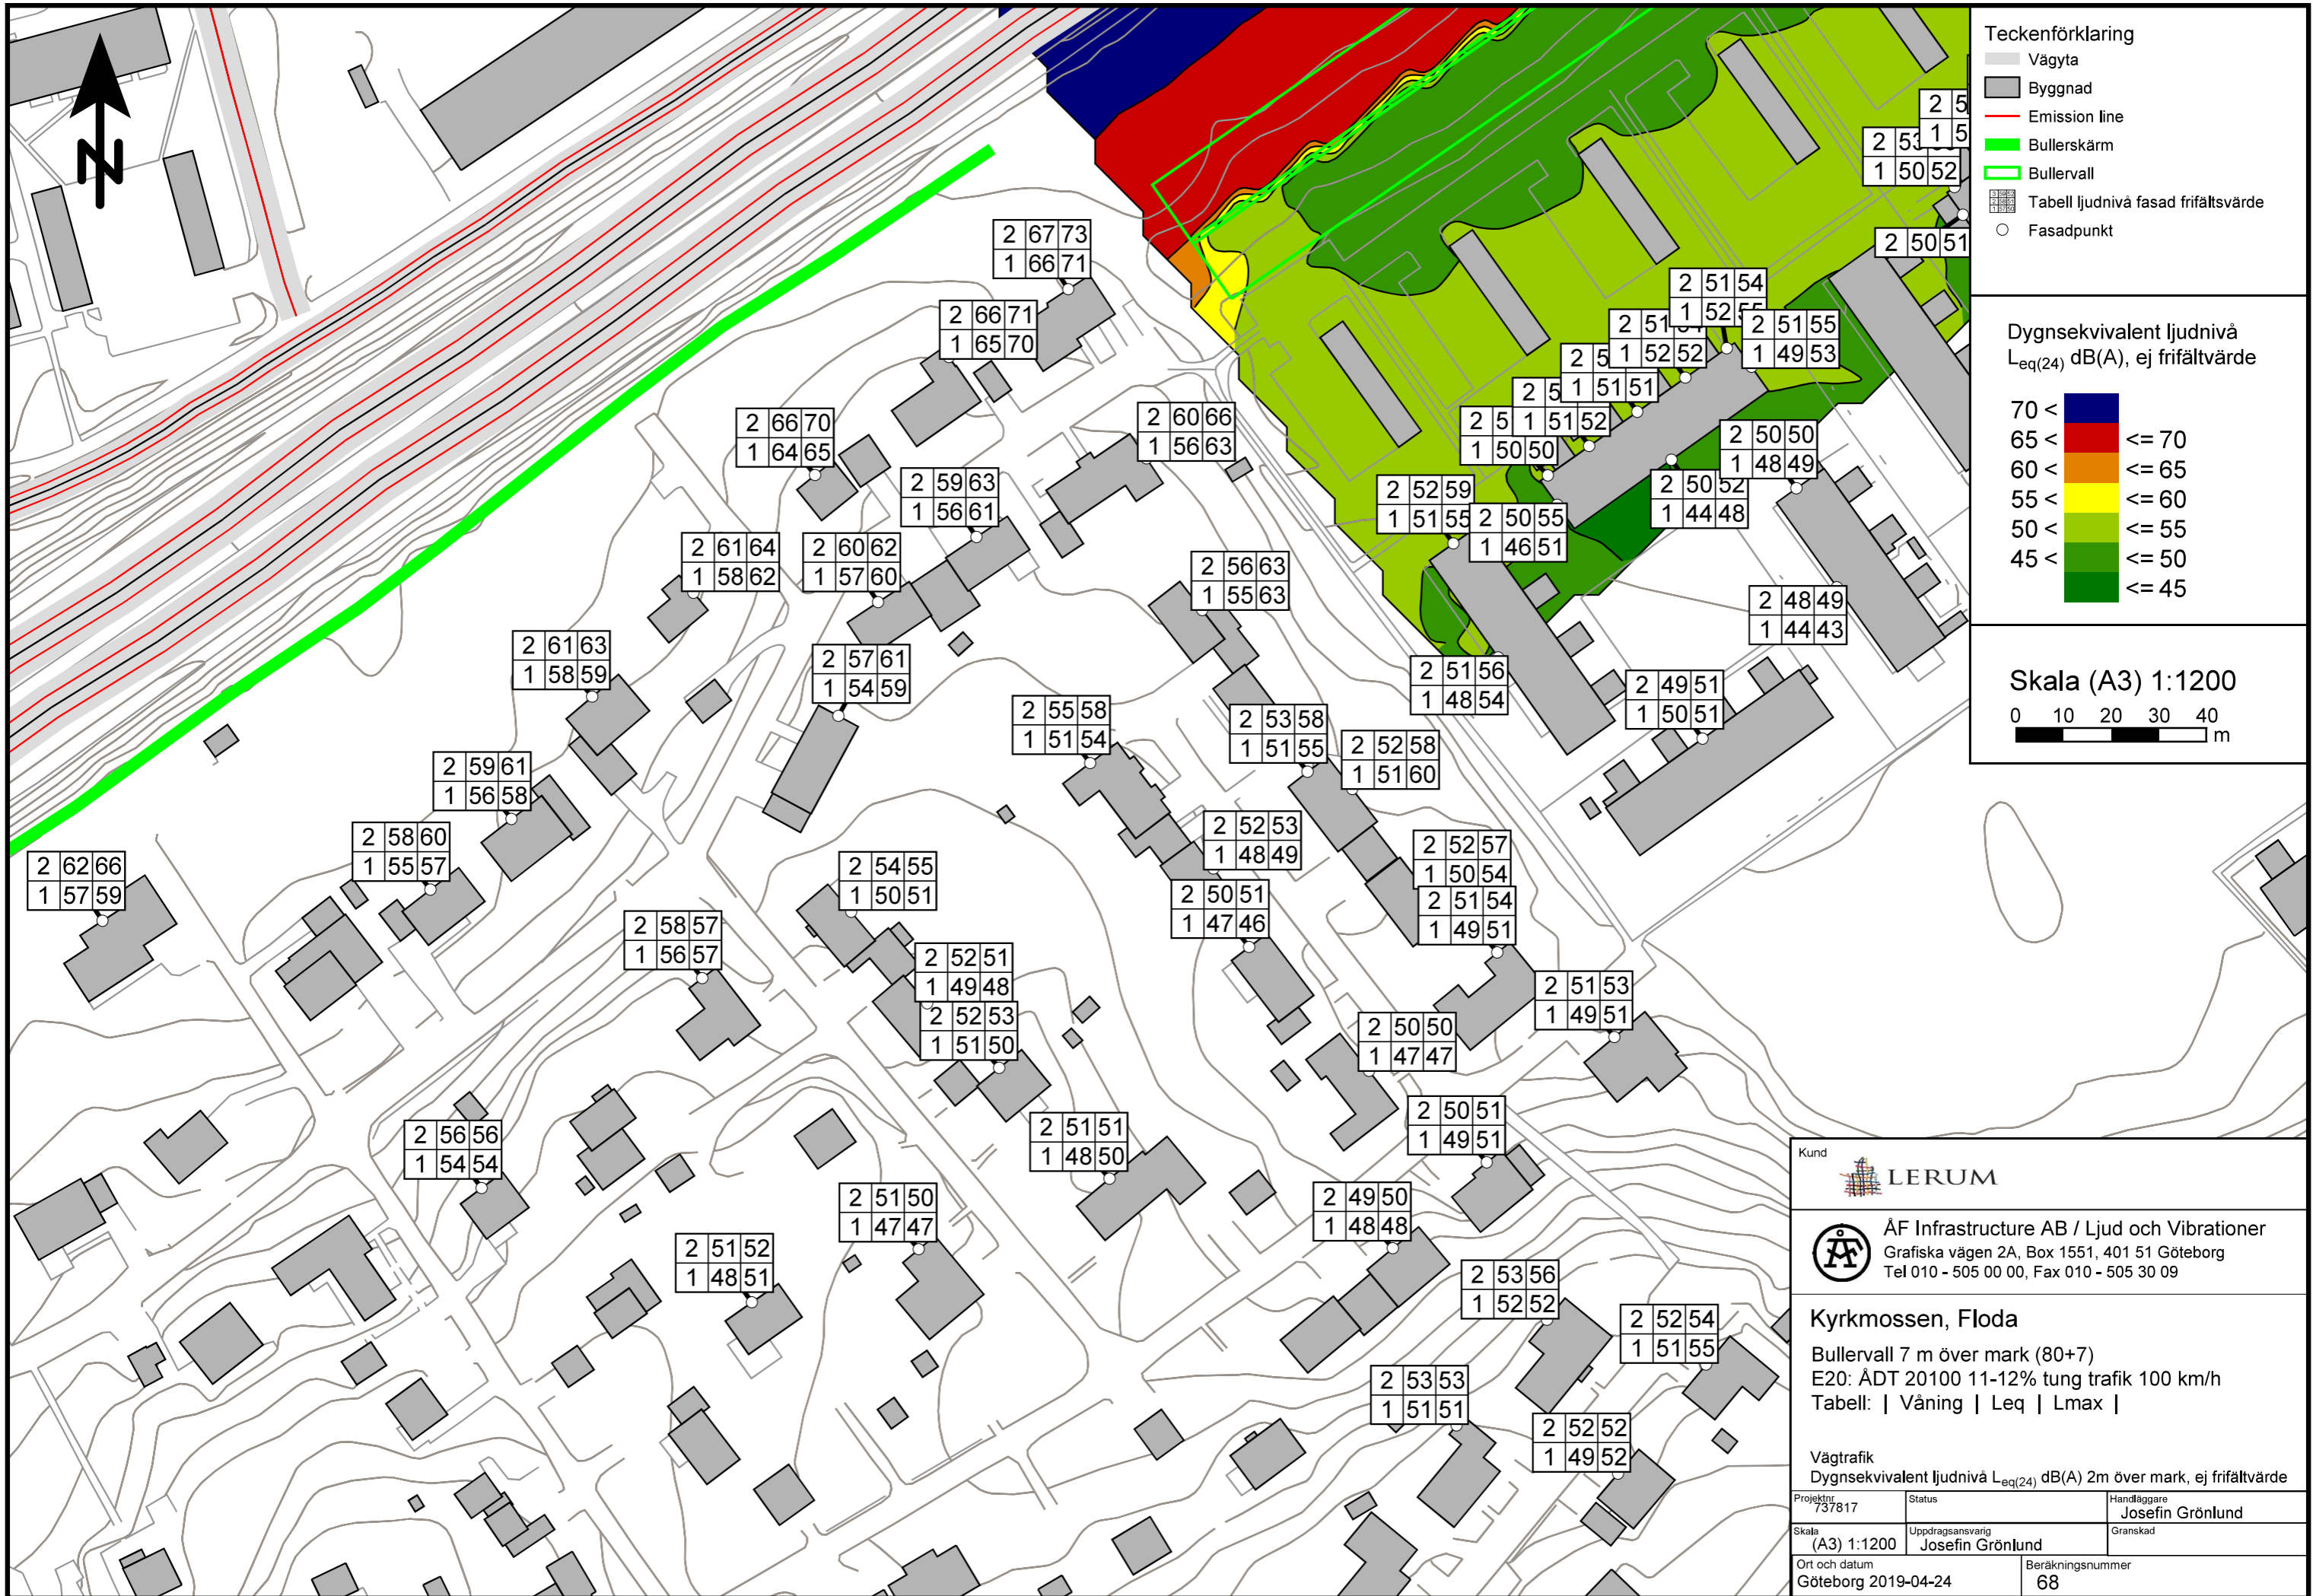 N
2 67 73
1 66 71
2 66 71
1 65 70
2 66 70
1 64 65
2 60 66
1 56 63
2 59 63
1 56 61
2 61 64
1 58 62
2 60 62
1 57 60
2 56 63
1 55 63
2 61 63
1 58 59
2 57 61
1 54 59
2 55 58
1 51 54
2 53 58
1 51 55
2 52 58
1 51 60
2 59 61
1 56 58
2 58 60
1 55 57
2 62 66
1 57 59
2 54 55
1 50 51
2 52 53
1 48 49
2 50 51
1 47 46
2 52 57
1 50 54
2 51 54
1 49 51
2 58 57
1 56 57
2 52 51
1 49 48
2 52 53
1 51 50
2 51 53
1 49 51
2 50 50
1 47 47
2 56 56
1 54 54
2 51 51
1 48 50
2 50 51
1 49 51
2 51 50
1 47 47
2 49 50
1 48 48
2 51 52
1 48 51
2 53 56
1 52 52
2 52 54
1 51 55
2 53 53
1 51 51
2 52 52
1 49 52
2 5
1 5
2 53
1 50 52
2 50 51
2 51 54
1 52
2 51
1 52 52
2 51 55
1 49 53
2 5
1 51 51
2 5
1 51 52
2 5
1 50 50
2 50 50
1 48 49
2 50 52
1 44 48
2 52 59
1 51 55
2 50 55
1 46 51
2 48 49
1 44 43
2 51 56
1 48 54
2 49 51
1 50 51
Teckenförklaring
Vägyta
Byggnad
Emission line
Bullerskärm
Bullervall
Tabell ljudnivå fasad frifältsvärde
Fasadpunkt
Dygnsekvivalent ljudnivå
Leq(24) dB(A), ej frifältvärde
70 <
65 < <= 70
60 < <= 65
55 < <= 60
50 < <= 55
45 < <= 50
<= 45
Skala (A3) 1:1200
0 10 20 30 40
m
Kund
LERUM
ÅF
ÅF Infrastructure AB / Ljud och Vibrationer
Grafiska vägen 2A, Box 1551, 401 51 Göteborg
Tel 010 - 505 00 00, Fax 010 - 505 30 09
Kyrkmossen, Floda
Bullervall 7 m över mark (80+7)
E20: ÅDT 20100 11-12% tung trafik 100 km/h
Tabell: | Våning | Leq | Lmax |
Vägtrafik
Dygnsekvivalent ljudnivå Leq(24) dB(A) 2m över mark, ej frifältvärde
Projektnr 737817
Status
Handläggare Josefin Grönlund
Skala (A3) 1:1200
Uppdragsansvarig Josefin Grönlund
Granskad
Ort och datum
Göteborg 2019-04-24
Beräkningsnummer
68